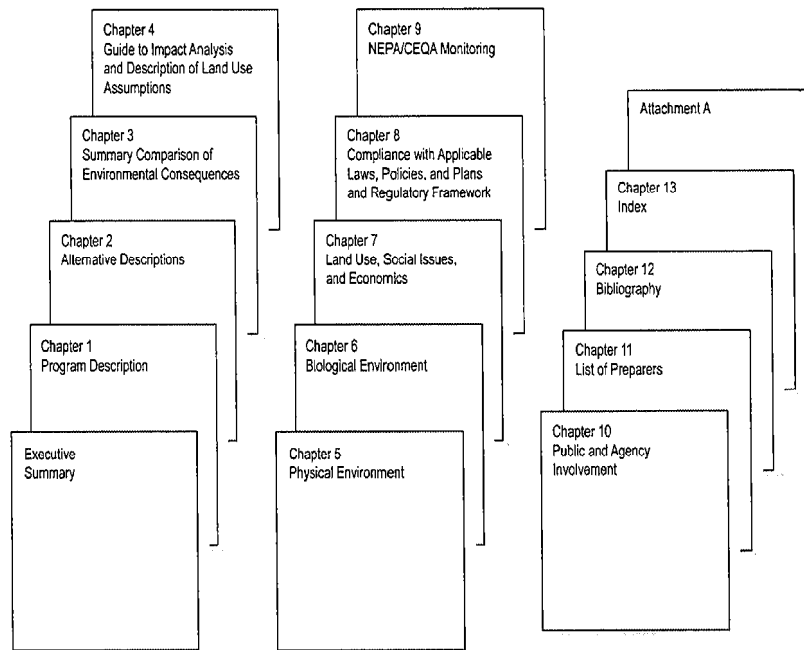 Chapter 4
Guide to Impact Analysis
and Description of Land Use
Assumptions
Chapter 3
Summary Comparison of
Environmental Consequences
Chapter 2
Alternative Descriptions
Chapter 1
Program Description
Executive
Summary
Chapter 9
NEPA/CEQA Monitoring
Chapter 8
Compliance with Applicable
Laws, Policies, and Plans
and Regulatory Framework
Chapter 7
Land Use, Social Issues,
and Economics
Chapter 6
Biological Environment
Chapter 5
Physical Environment
Attachment A
Chapter 13
Index
Chapter 12
Bibliography
Chapter 11
List of Preparers
Chapter 10
Public and Agency
Involvement